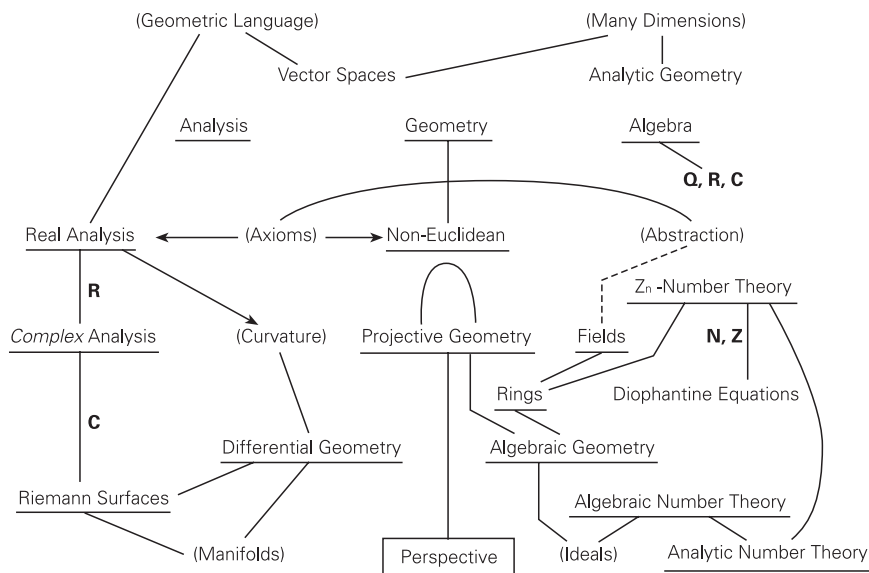 (Geometric Language) (Many Dimensions)
Vector Spaces Analytic Geometry
Analysis Geometry Algebra
Q, R, C
Real Analysis (Axioms) Non-Euclidean (Abstraction)
R Zn -Number Theory
Complex Analysis (Curvature) Projective Geometry Fields N, Z
Rings Diophantine Equations
C
Differential Geometry Algebraic Geometry
Riemann Surfaces Algebraic Number Theory
(Manifolds) Perspective (Ideals) Analytic Number Theory